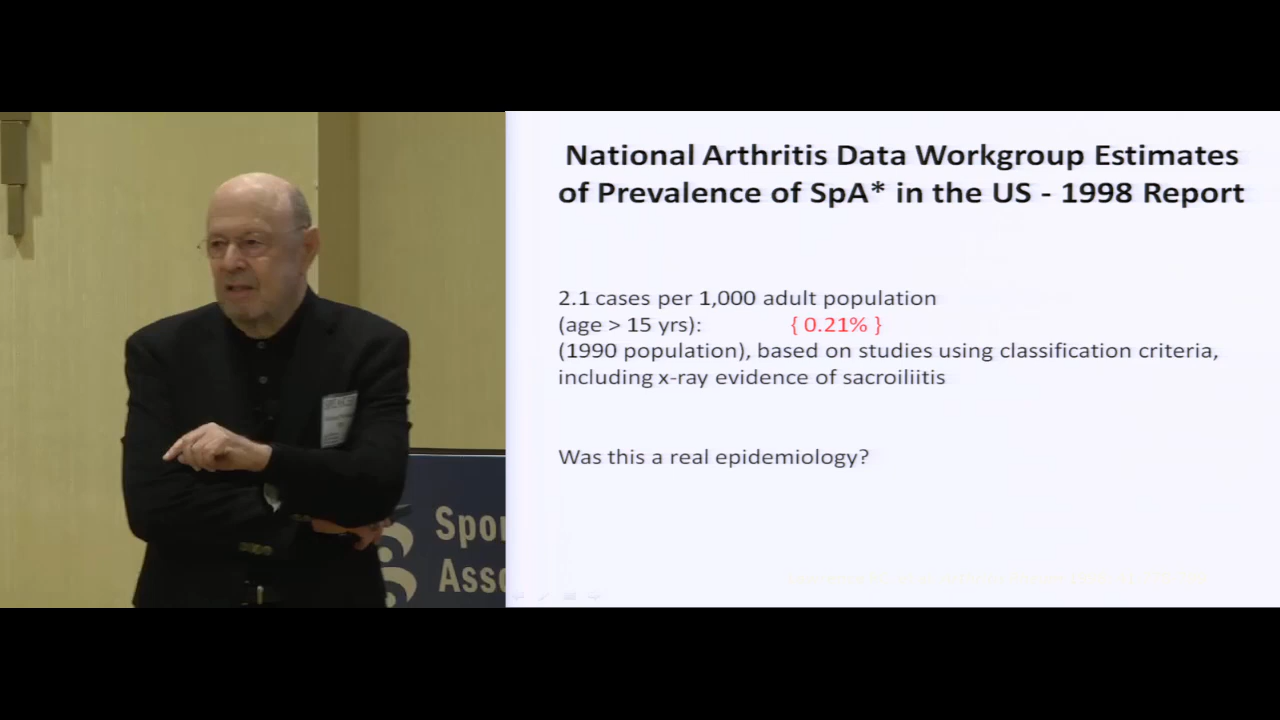 National Arthritis Data Workgroup Estimates
of Prevalence of SpA* in the US - 1998 Report
2.1 cases per 1,000 adult population
(age > 15 yrs): { 0.21% }
(1990 population), based on studies using classification criteria,
including x-ray evidence of sacroiliitis
Was this a real epidemiology?
SPEAKER
Spon
Asso